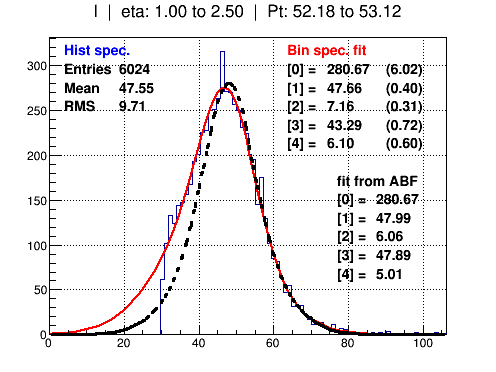 I | eta: 1.00 to 2.50 | Pt: 52.18 to 53.12
Hist spec.
Entries 6024
Mean 47.55
RMS 9.71
Bin spec. fit
[0] = 280.67 (6.02)
[1] = 47.66 (0.40)
[2] = 7.16 (0.31)
[3] = 43.29 (0.72)
[4] = 6.10 (0.60)
fit from ABF
[0] = 280.67
[1] = 47.99
[2] = 6.06
[3] = 47.89
[4] = 5.01
300
250
200
150
100
50
0
0 20 40 60 80 100